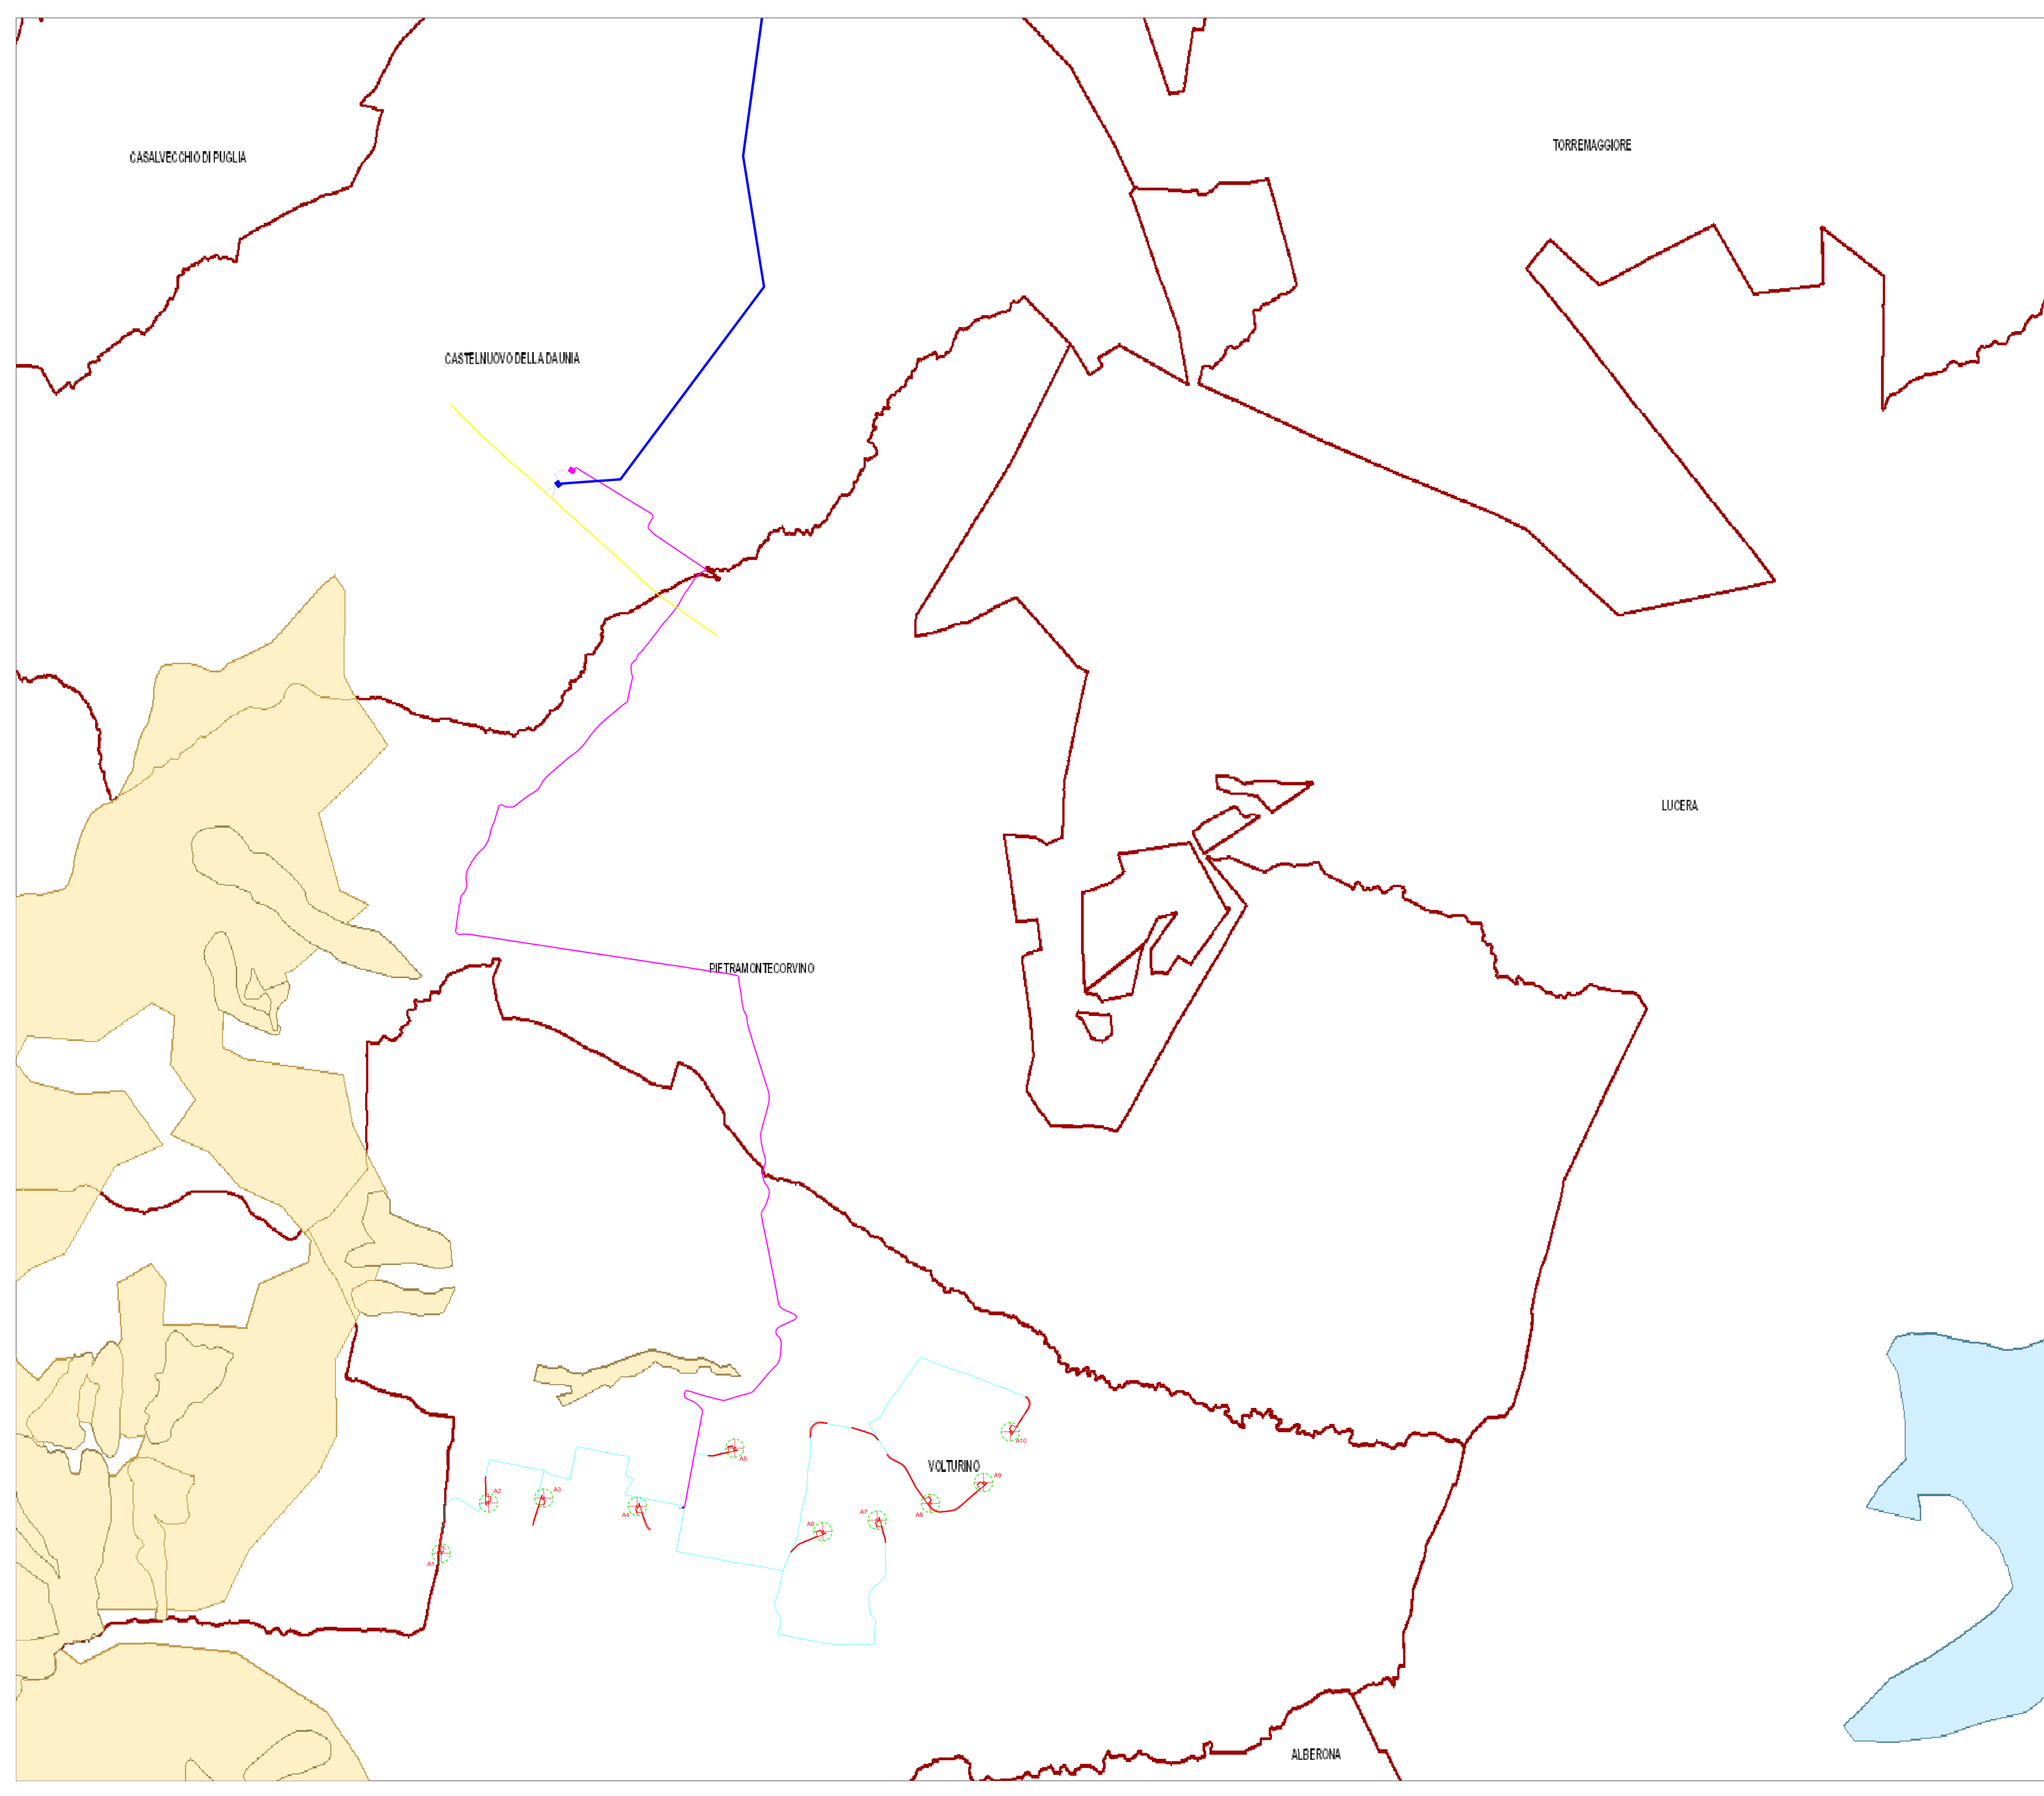 TORREMAGGIORE
CASALVECCHIO DI PUGLIA
CASTELNUOVO DELLA DAUNIA
LUCERA
PIETRAMONTECORVINO
A10
A5
VOLTURINO
A9
A2
A3
A4
A7
A8
A6
A1
ALBERONA